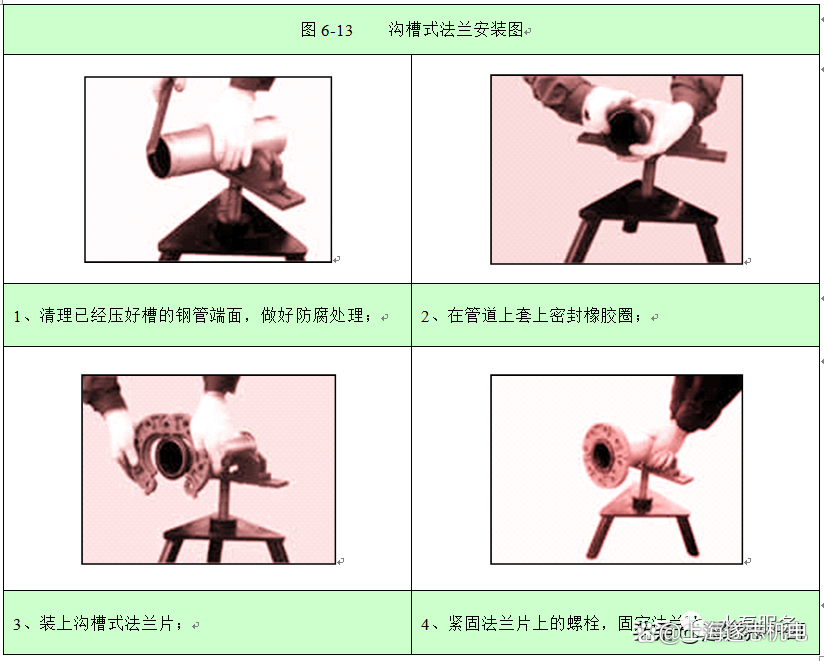 图 6-13 沟槽式法兰安装图
1、清理已经压好槽的钢管端面，做好防腐处理；
2、在管道上套上密封橡胶圈；
3、装上沟槽式法兰片；
4、紧固法兰片上的螺栓，固定法兰